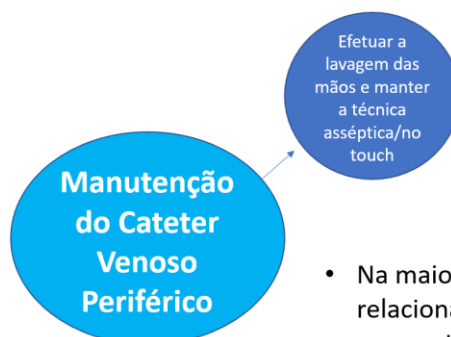 Efetuar a
lavagem das
mãos e manter
a técnica
asséptica/no
touch
Manutenção
do Cateter
Venoso
Periférico
• Na maio
relaciona